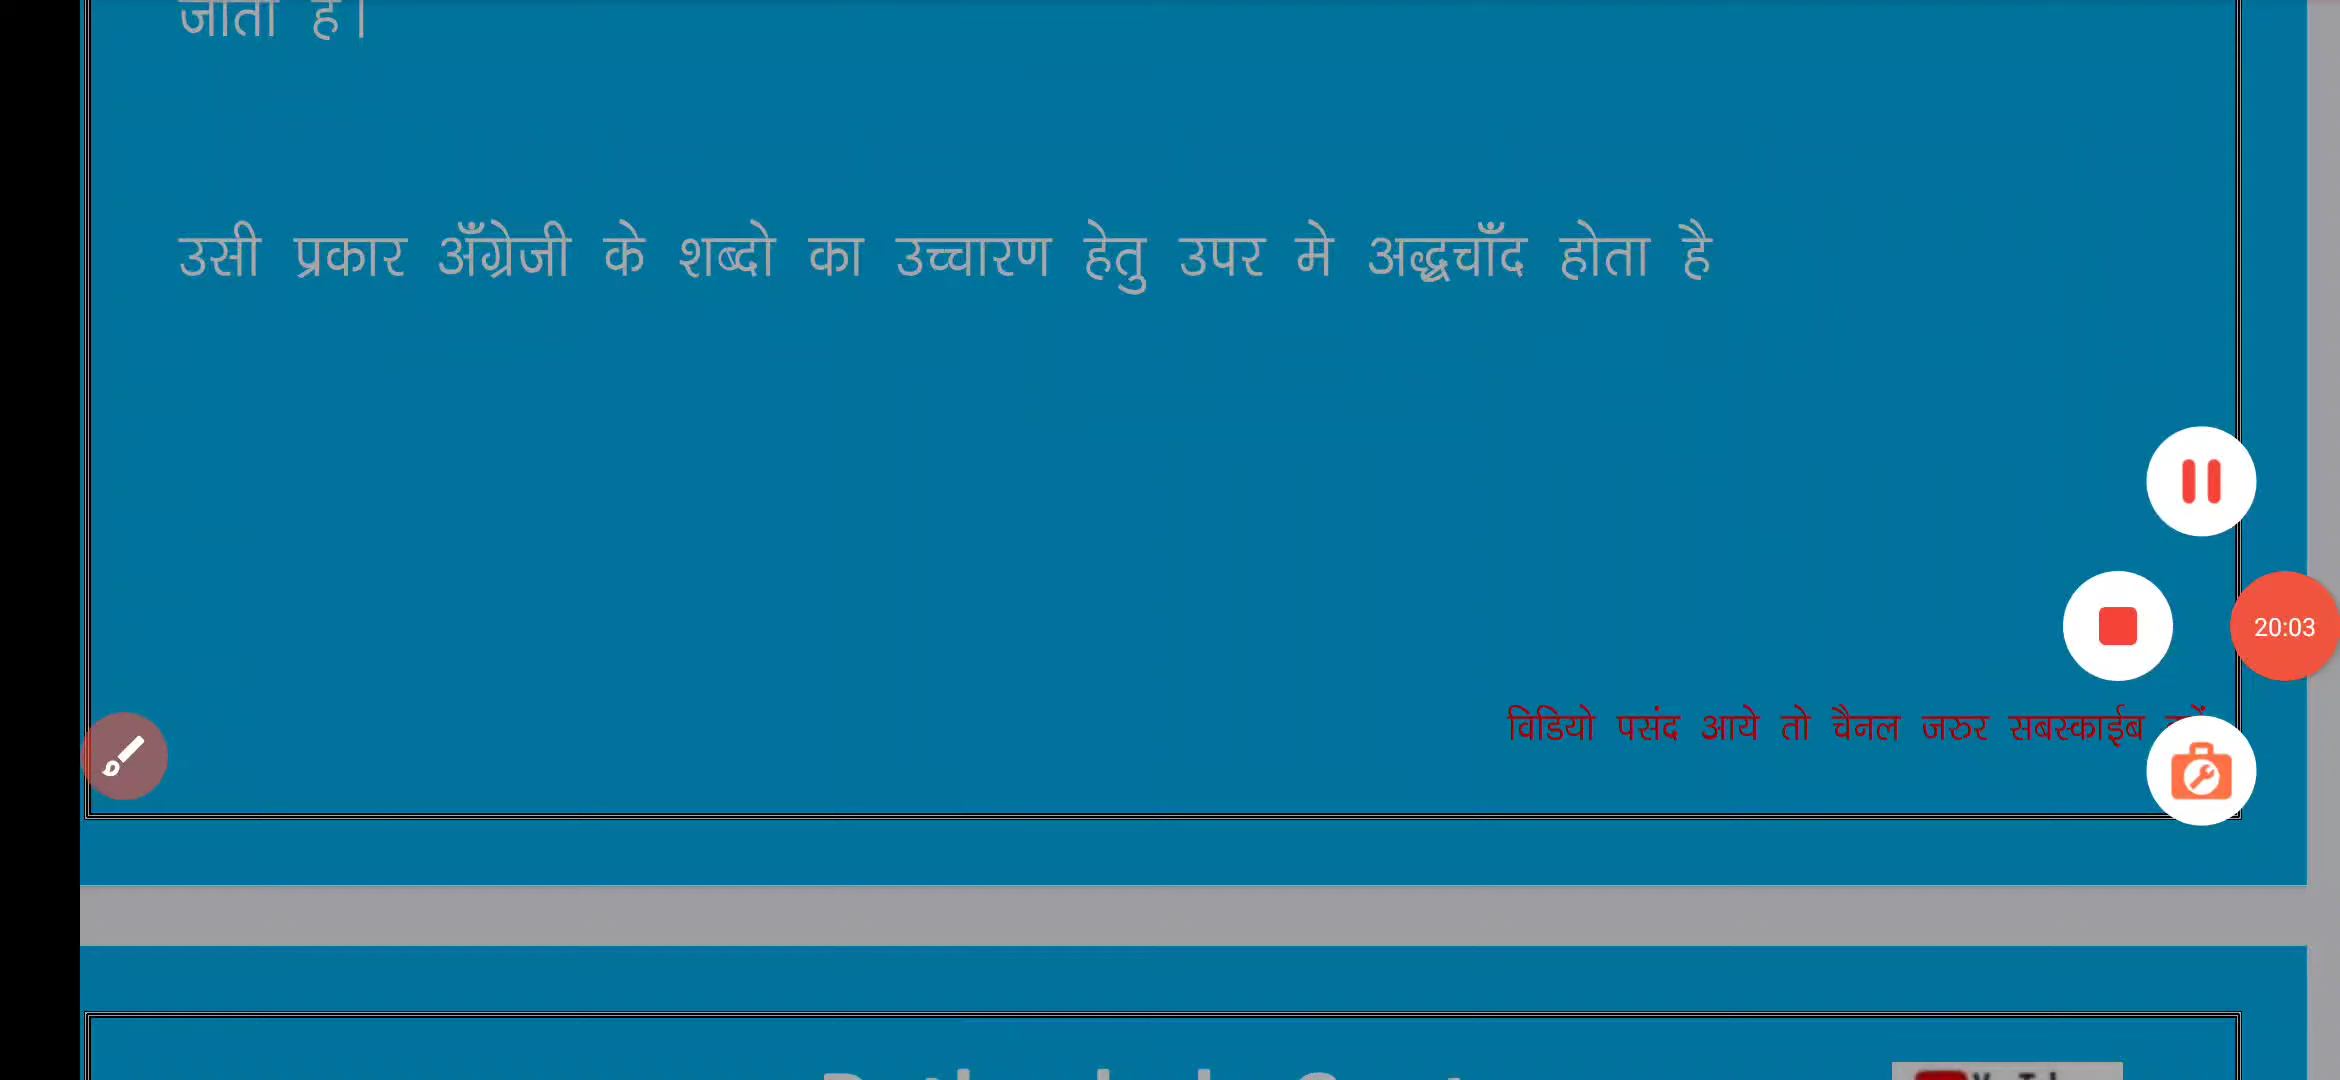 जाता है।
उसी प्रकार अँग्रेजी के शब्दो का उच्चारण हेतु उपर मे अद्धचाँद होता है
20:03
विडियो पसंद आये तो चैनल जरुर सबस्काईब